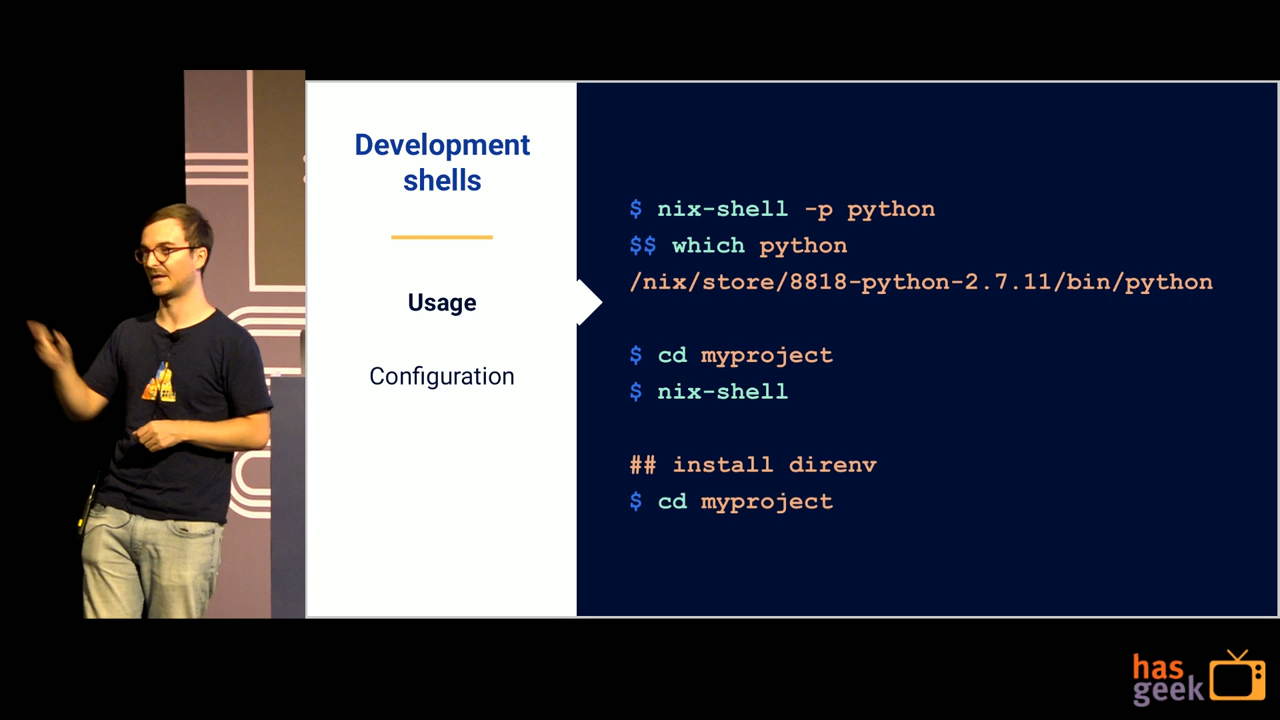 Development
shells
Usage
Configuration
$ nix-shell -p python
$$ which python
/nix/store/8818-python-2.7.11/bin/python
$ cd myproject
$ nix-shell
## install direnv
$ cd myproject
has
geek